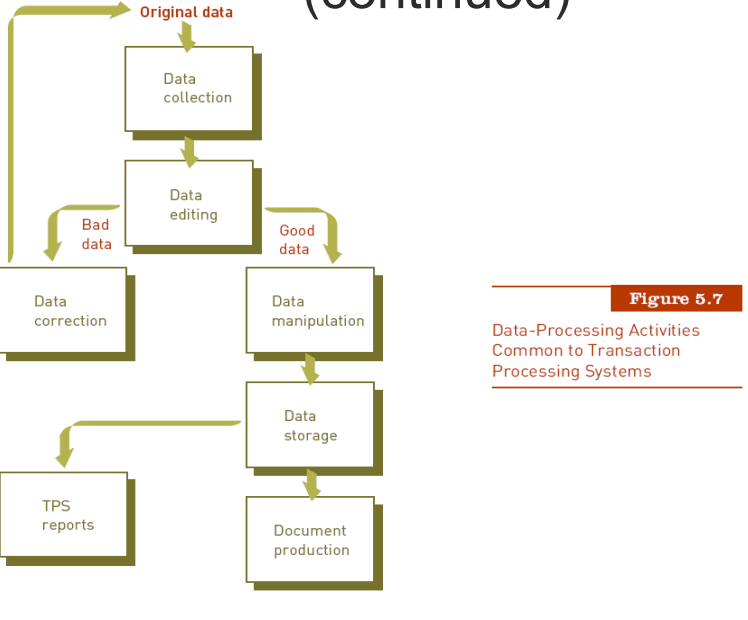 (continued)
Original data
Data
collection
Data
editing
Bad
data
Good
data
Data
correction
Data
manipulation
Figure 5.7
Data-Processing Activities
Common to Transaction
Processing Systems
Data
storage
TPS
reports
Document
production